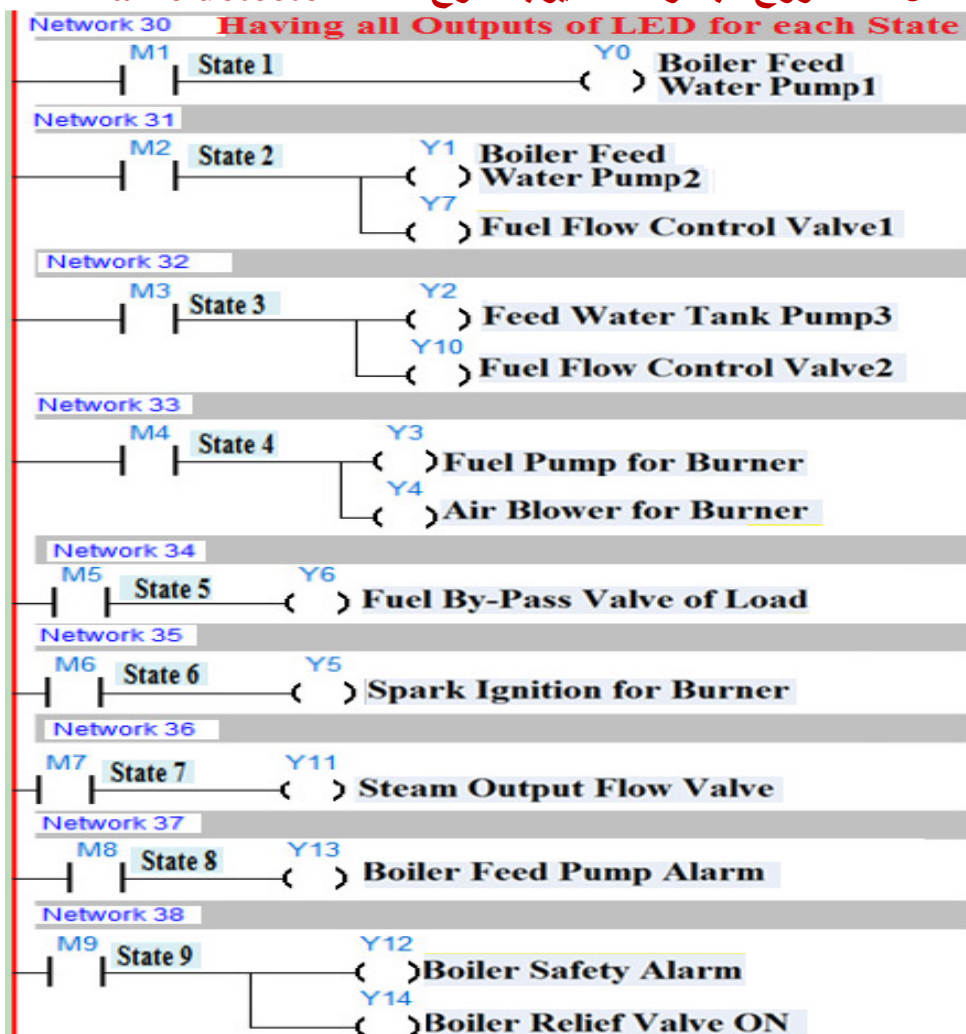 Network 30 Having all Outputs of LED for each State
M1 State 1 Y0 Boiler Feed
Water Pump1
Network 31
M2 State 2 Y1 Boiler Feed
Water Pump2
Y7
Fuel Flow Control Valve1
Network 32
M3 State 3 Y2
Feed Water Tank Pump3
Y10
Fuel Flow Control Valve2
Network 33
M4 State 4 Y3
Fuel Pump for Burner
Y4
Air Blower for Burner
Network 34
M5 State 5 Y6
Fuel By-Pass Valve of Load
Network 35
M6 State 6 Y5
Spark Ignition for Burner
Network 36
M7 State 7 Y11
Steam Output Flow Valve
Network 37
M8 State 8 Y13
Boiler Feed Pump Alarm
Network 38
M9 State 9 Y12
Boiler Safety Alarm
Y14
Boiler Relief Valve ON